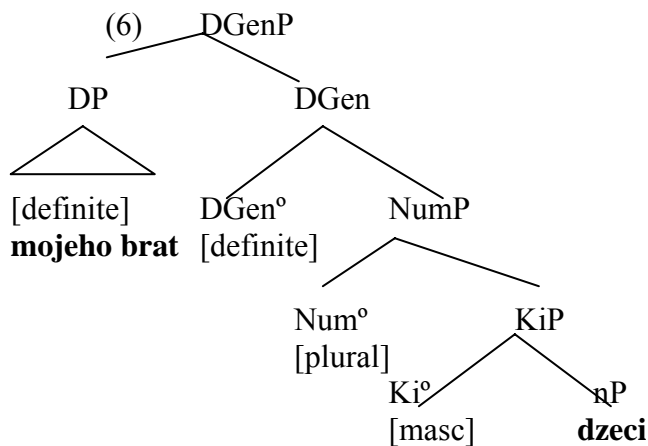 (6) DGenP
DP DGen
[definite] DGenº NumP
mojeho brat [definite]
Numº KiP
[plural]
Kiº nP
[masc] dzeci